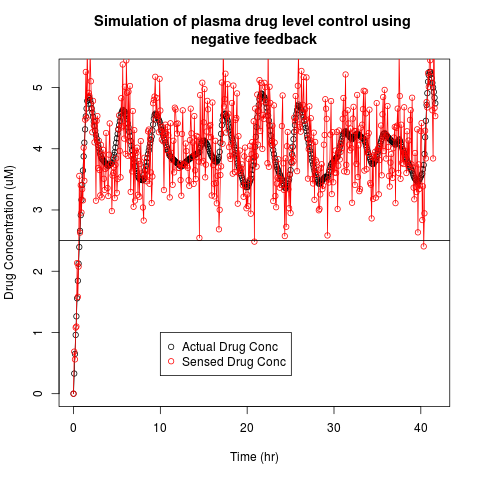 Simulation of plasma drug level control using
negative feedback
Drug Concentration (uM)
5
4
3
2
1
0
Actual Drug Conc
Sensed Drug Conc
0 10 20 30 40
Time (hr)